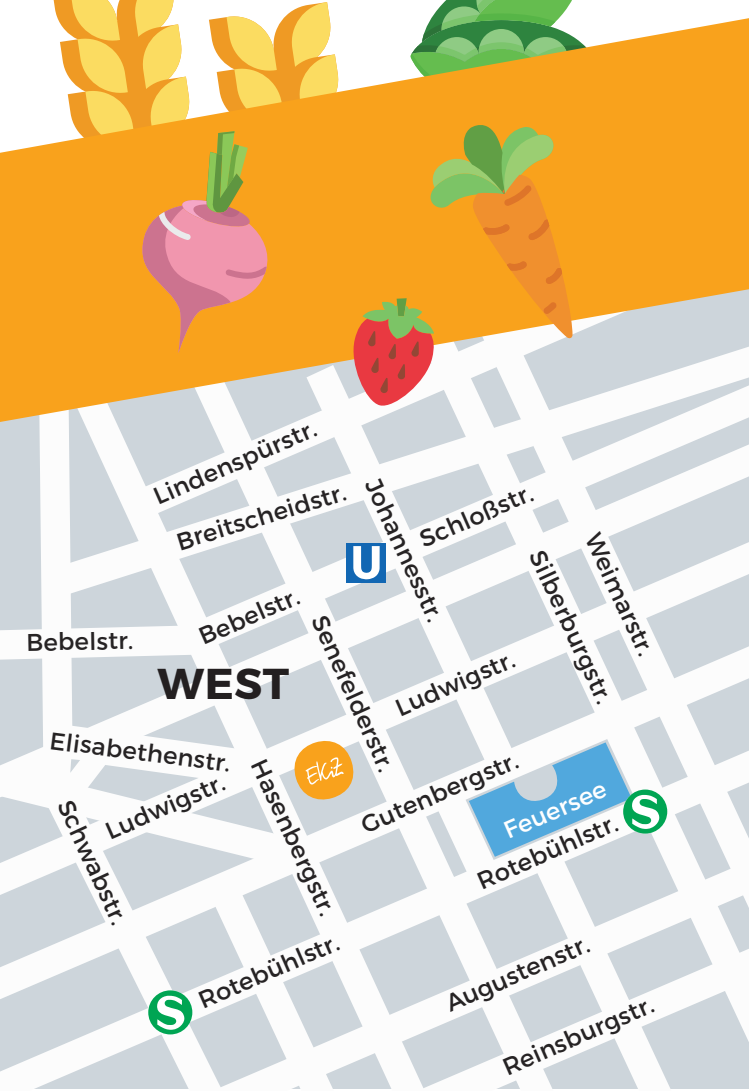 Lindenspürstr.
Breitscheidstr.
Johannesstr.
Schloßstr.
U
Weimarstr.
Silberburgstr.
Bebelstr.
Bebelstr.
Senefelderstr.
WEST
Ludwigstr.
Elisabethenstr.
EKiZ
Hasenbergstr.
Gutenbergstr.
Ludwigstr.
Feuersee
S
Schwabstr.
Rotebühlstr.
Rotebühlstr.
S
Augustenstr.
Reinsburgstr.